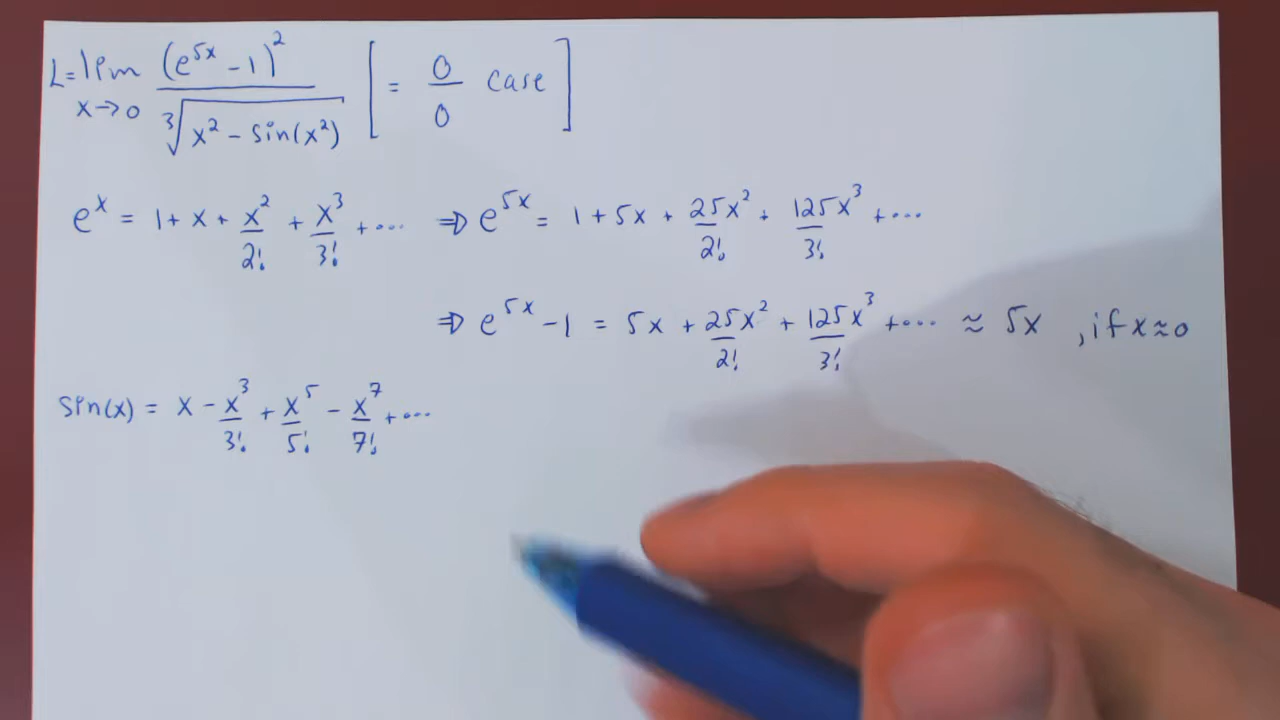 L = lim x→0 (e^5x - 1)^2 / ∛(x^2 - sin(x^2)) [ = 0/0 case ]
e^x = 1 + x + x^2/2! + x^3/3! + ... ⇒ e^5x = 1 + 5x + 25x^2/2! + 125x^3/3! + ...
⇒ e^5x - 1 = 5x + 25x^2/2! + 125x^3/3! + ... ≈ 5x , if x ≈ 0
sin(x) = x - x^3/3! + x^5/5! - x^7/7! + ...